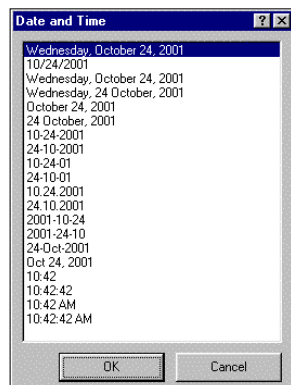 Date and Time
Wednesday, October 24, 2001
10/24/2001
Wednesday, October 24, 2001
Wednesday, 24 October, 2001
October 24, 2001
24 October, 2001
10-24-2001
24-10-2001
10-24-01
24-10-01
10.24.2001
24.10.2001
2001-10-24
2001-24-10
24-Oct-2001
Oct 24, 2001
10:42
10:42:42
10:42 AM
10:42:42 AM
OK
Cancel